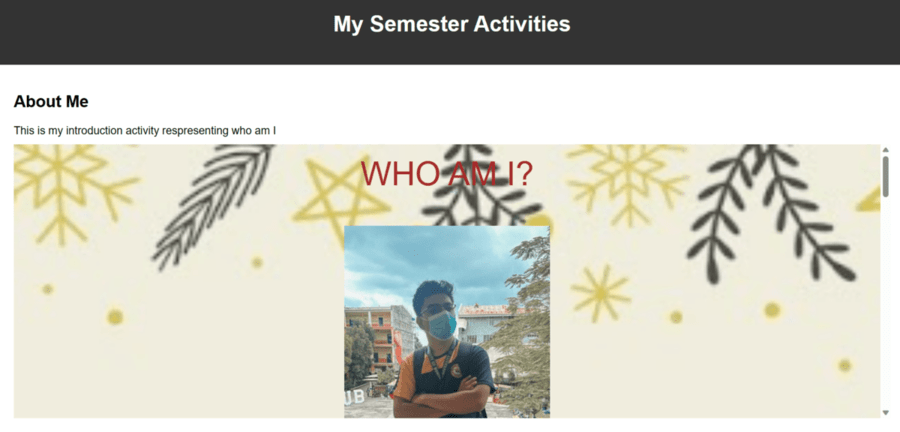 My Semester Activities
About Me
This is my introduction activity respresenting who am I
WHO AM I?
UB